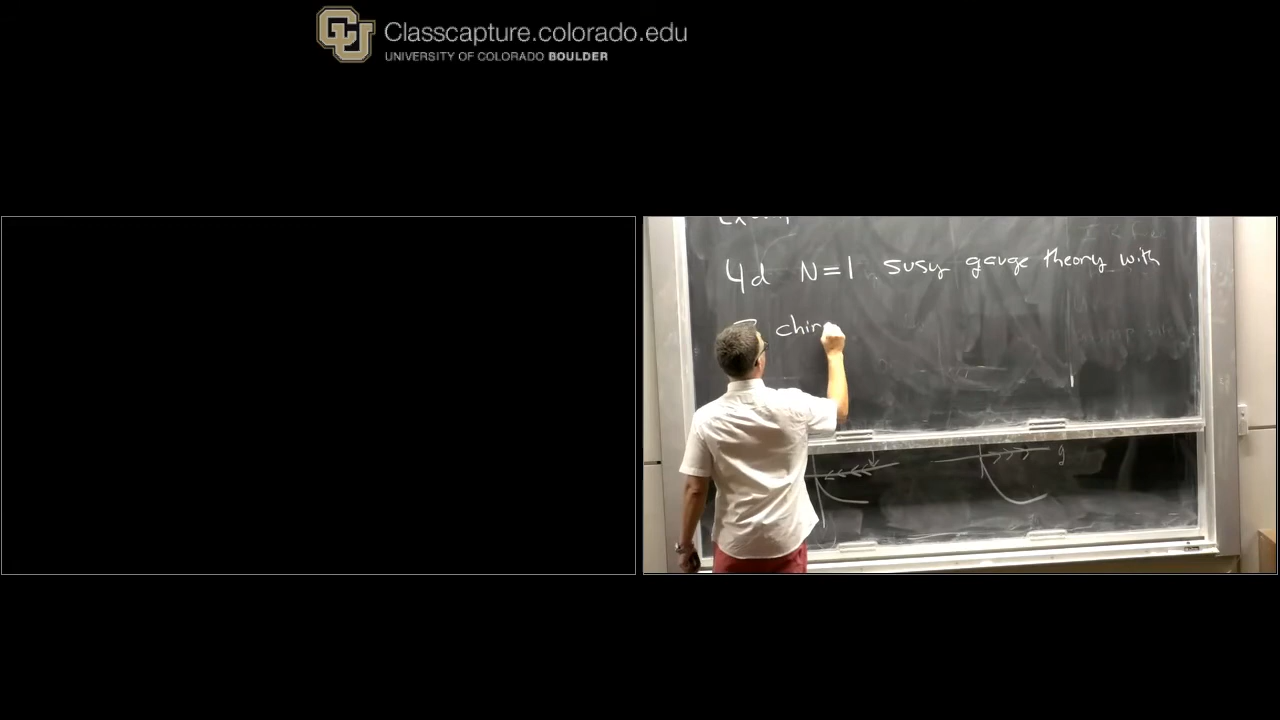 Classcapture.colorado.edu
UNIVERSITY OF COLORADO BOULDER
4d N=1 susy gauge theory with
chir
g